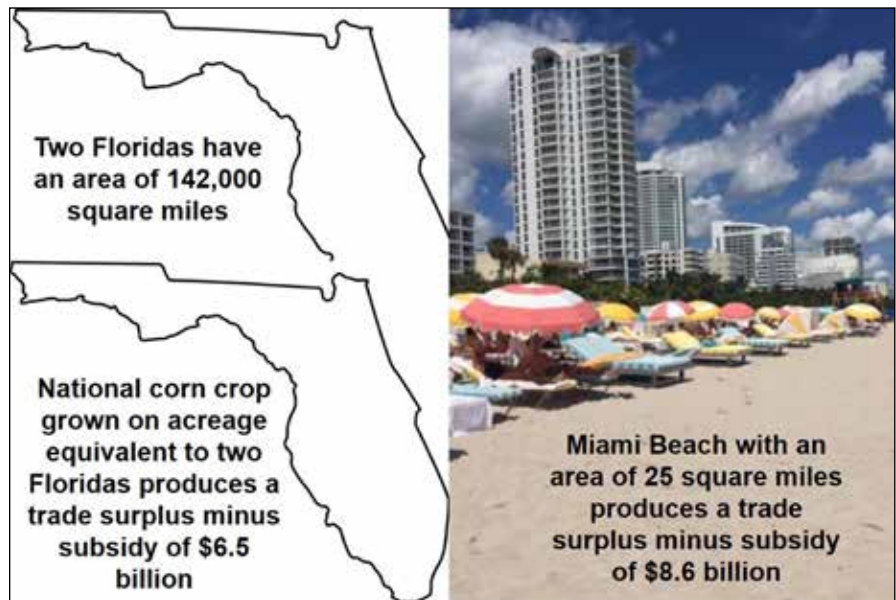 Two Floridas have
an area of 142,000
square miles
National corn crop
grown on acreage
equivalent to two
Floridas produces a
trade surplus minus
subsidy of $6.5
billion
Miami Beach with an
area of 25 square miles
produces a trade
surplus minus subsidy
of $8.6 billion